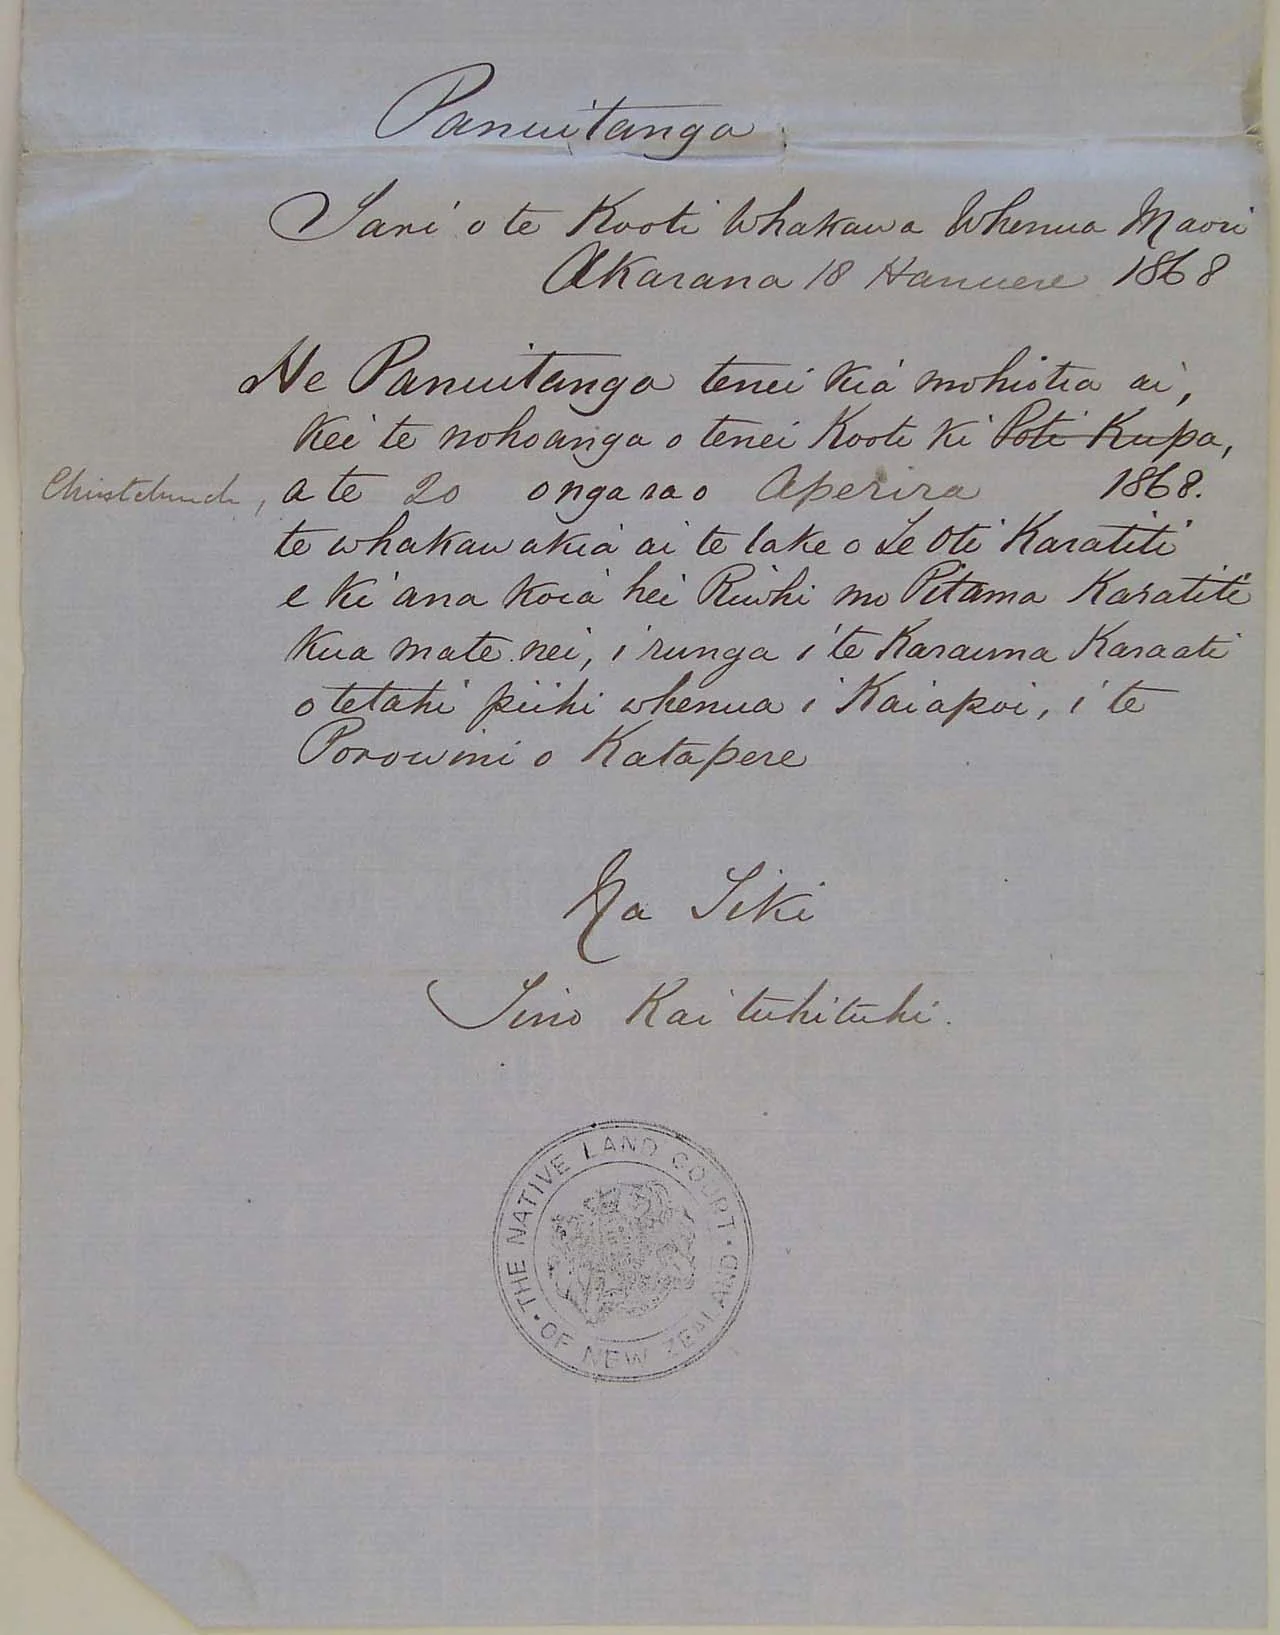 Panuitanga
Tari o te Kooti Whakawa Whenua Maori
Akarana 18 Hanuere 1868
He Panuitanga tenei kia mohiotia ai,
kei te nohoanga o tenei Kooti ki Poti Kupa,
Christchurch, a te 20 o nga ra o Aperira 1868.
te whakawakia ai te take o Te Oti Karatiti
e ki ana koia hei Riiwhi mo Pitama Karatiti
kua mate nei, i runga i te Karauna Karaati
o tetahi piihi whenua i Kaiapoi, i te
Porowini o Katapere
Na Tiki
Tino Kai tuhituhi.
THE NATIVE LAND COURT
OF NEW ZEALAND